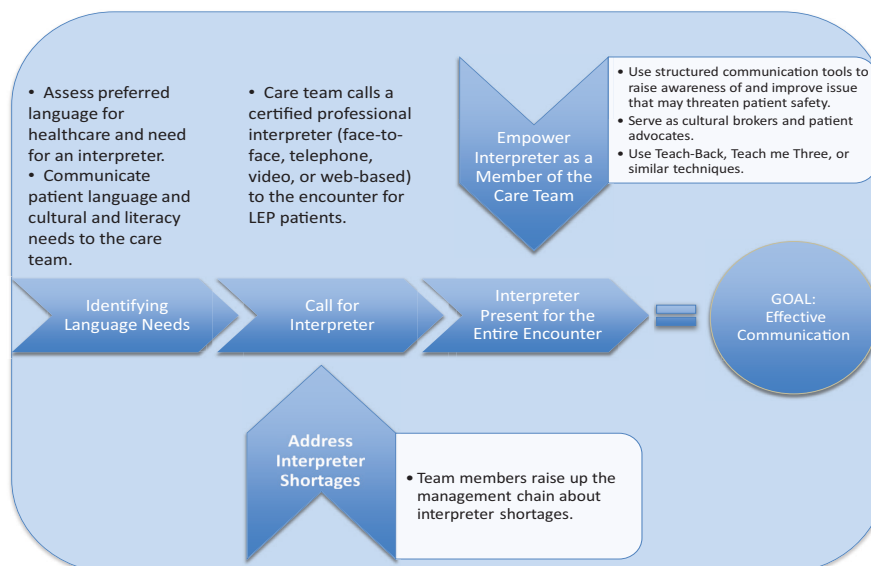 • Assess preferred
language for
healthcare and need
for an interpreter.
• Communicate
patient language and
cultural and literacy
needs to the care
team.
• Care team calls a
certified professional
interpreter (face-to-
face, telephone,
video, or web-based)
to the encounter for
LEP patients.
Empower
Interpreter as a
Member of the
Care Team
• Use structured communication tools to
raise awareness of and improve issue
that may threaten patient safety.
• Serve as cultural brokers and patient
advocates.
• Use Teach-Back, Teach me Three, or
similar techniques.
Identifying
Language Needs
Call for
Interpreter
Interpreter
Present for the
Entire Encounter
GOAL:
Effective
Communication
Address
Interpreter
Shortages
• Team members raise up the
management chain about
interpreter shortages.